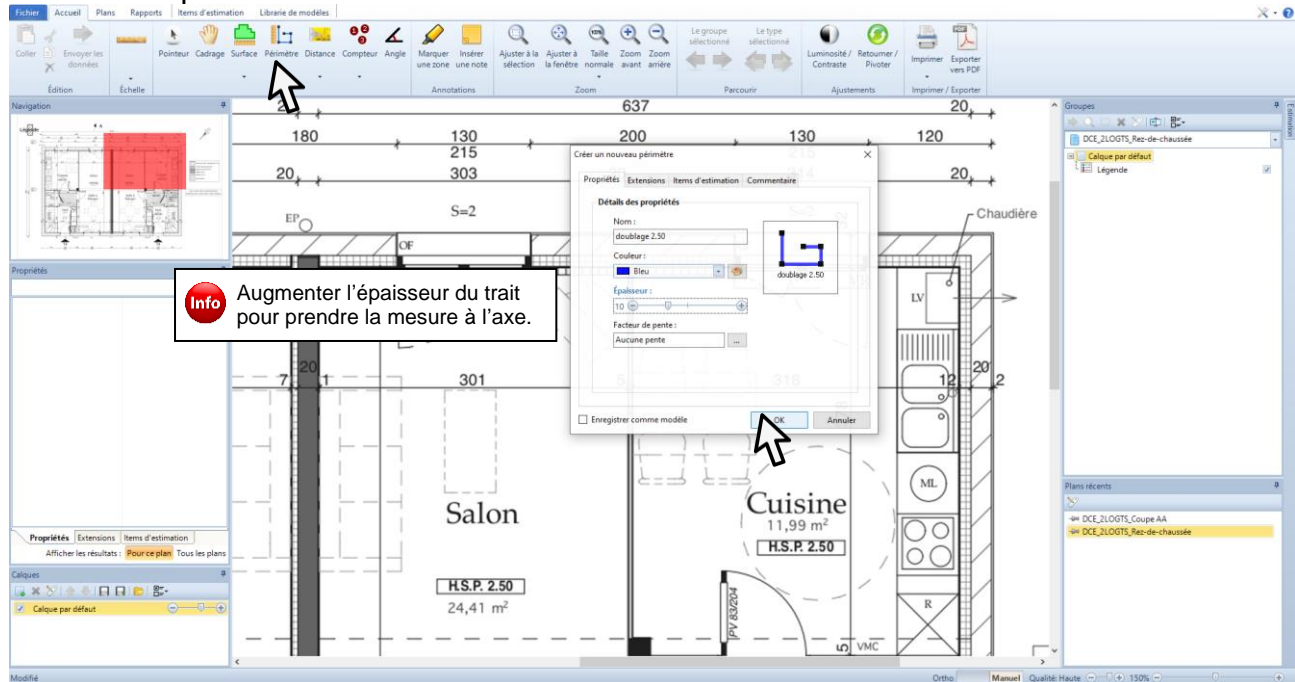 Fichier Accueil Plans Rapports Items d'estimation Librairie de modèles
Coller Envoyer les données Pointeur Cadrage Surface Périmètre Distance Compteur Angle Marquer une zone Insérer une note Ajuster à la sélection Ajuster à la fenêtre Taille normale Zoom avant Zoom arrière Le groupe sélectionné Le type sélectionné Luminosité / Contraste Retourner / Pivoter Imprimer Exporter vers PDF
Édition Échelle Annotations Zoom Parcourir Ajustements Imprimer / Exporter
Navigation
Légende
Propriétés
Propriétés Extensions Items d'estimation
Afficher les résultats : Pour ce plan Tous les plans
Calques
Calque par défaut
637 20
180 130 200 130 120
215
20 303 20
S=2
EP
OF
Chaudière
LV
Info
Augmenter l'épaisseur du trait
pour prendre la mesure à l'axe.
Créer un nouveau périmètre
Propriétés Extensions Items d'estimation Commentaire
Détails des propriétés
Nom :
doublage 2.50
Couleur :
Bleu
doublage 2.50
Épaisseur :
10
Facteur de pente :
Aucune pente ...
Enregistrer comme modèle OK Annuler
7 20 1 301 318 12 20 2
ML
Salon
Cuisine
11,99 m²
H.S.P. 2.50
H.S.P. 2.50
24,41 m²
PV 83/204
R
5 VMC
Groupes
DCE_2LOGTS_Rez-de-chaussée
Calque par défaut
Légende
Estimation
Plans récents
DCE_2LOGTS_Coupe AA
DCE_2LOGTS_Rez-de-chaussée
Modifié Ortho Manuel Qualité: Haute 150%